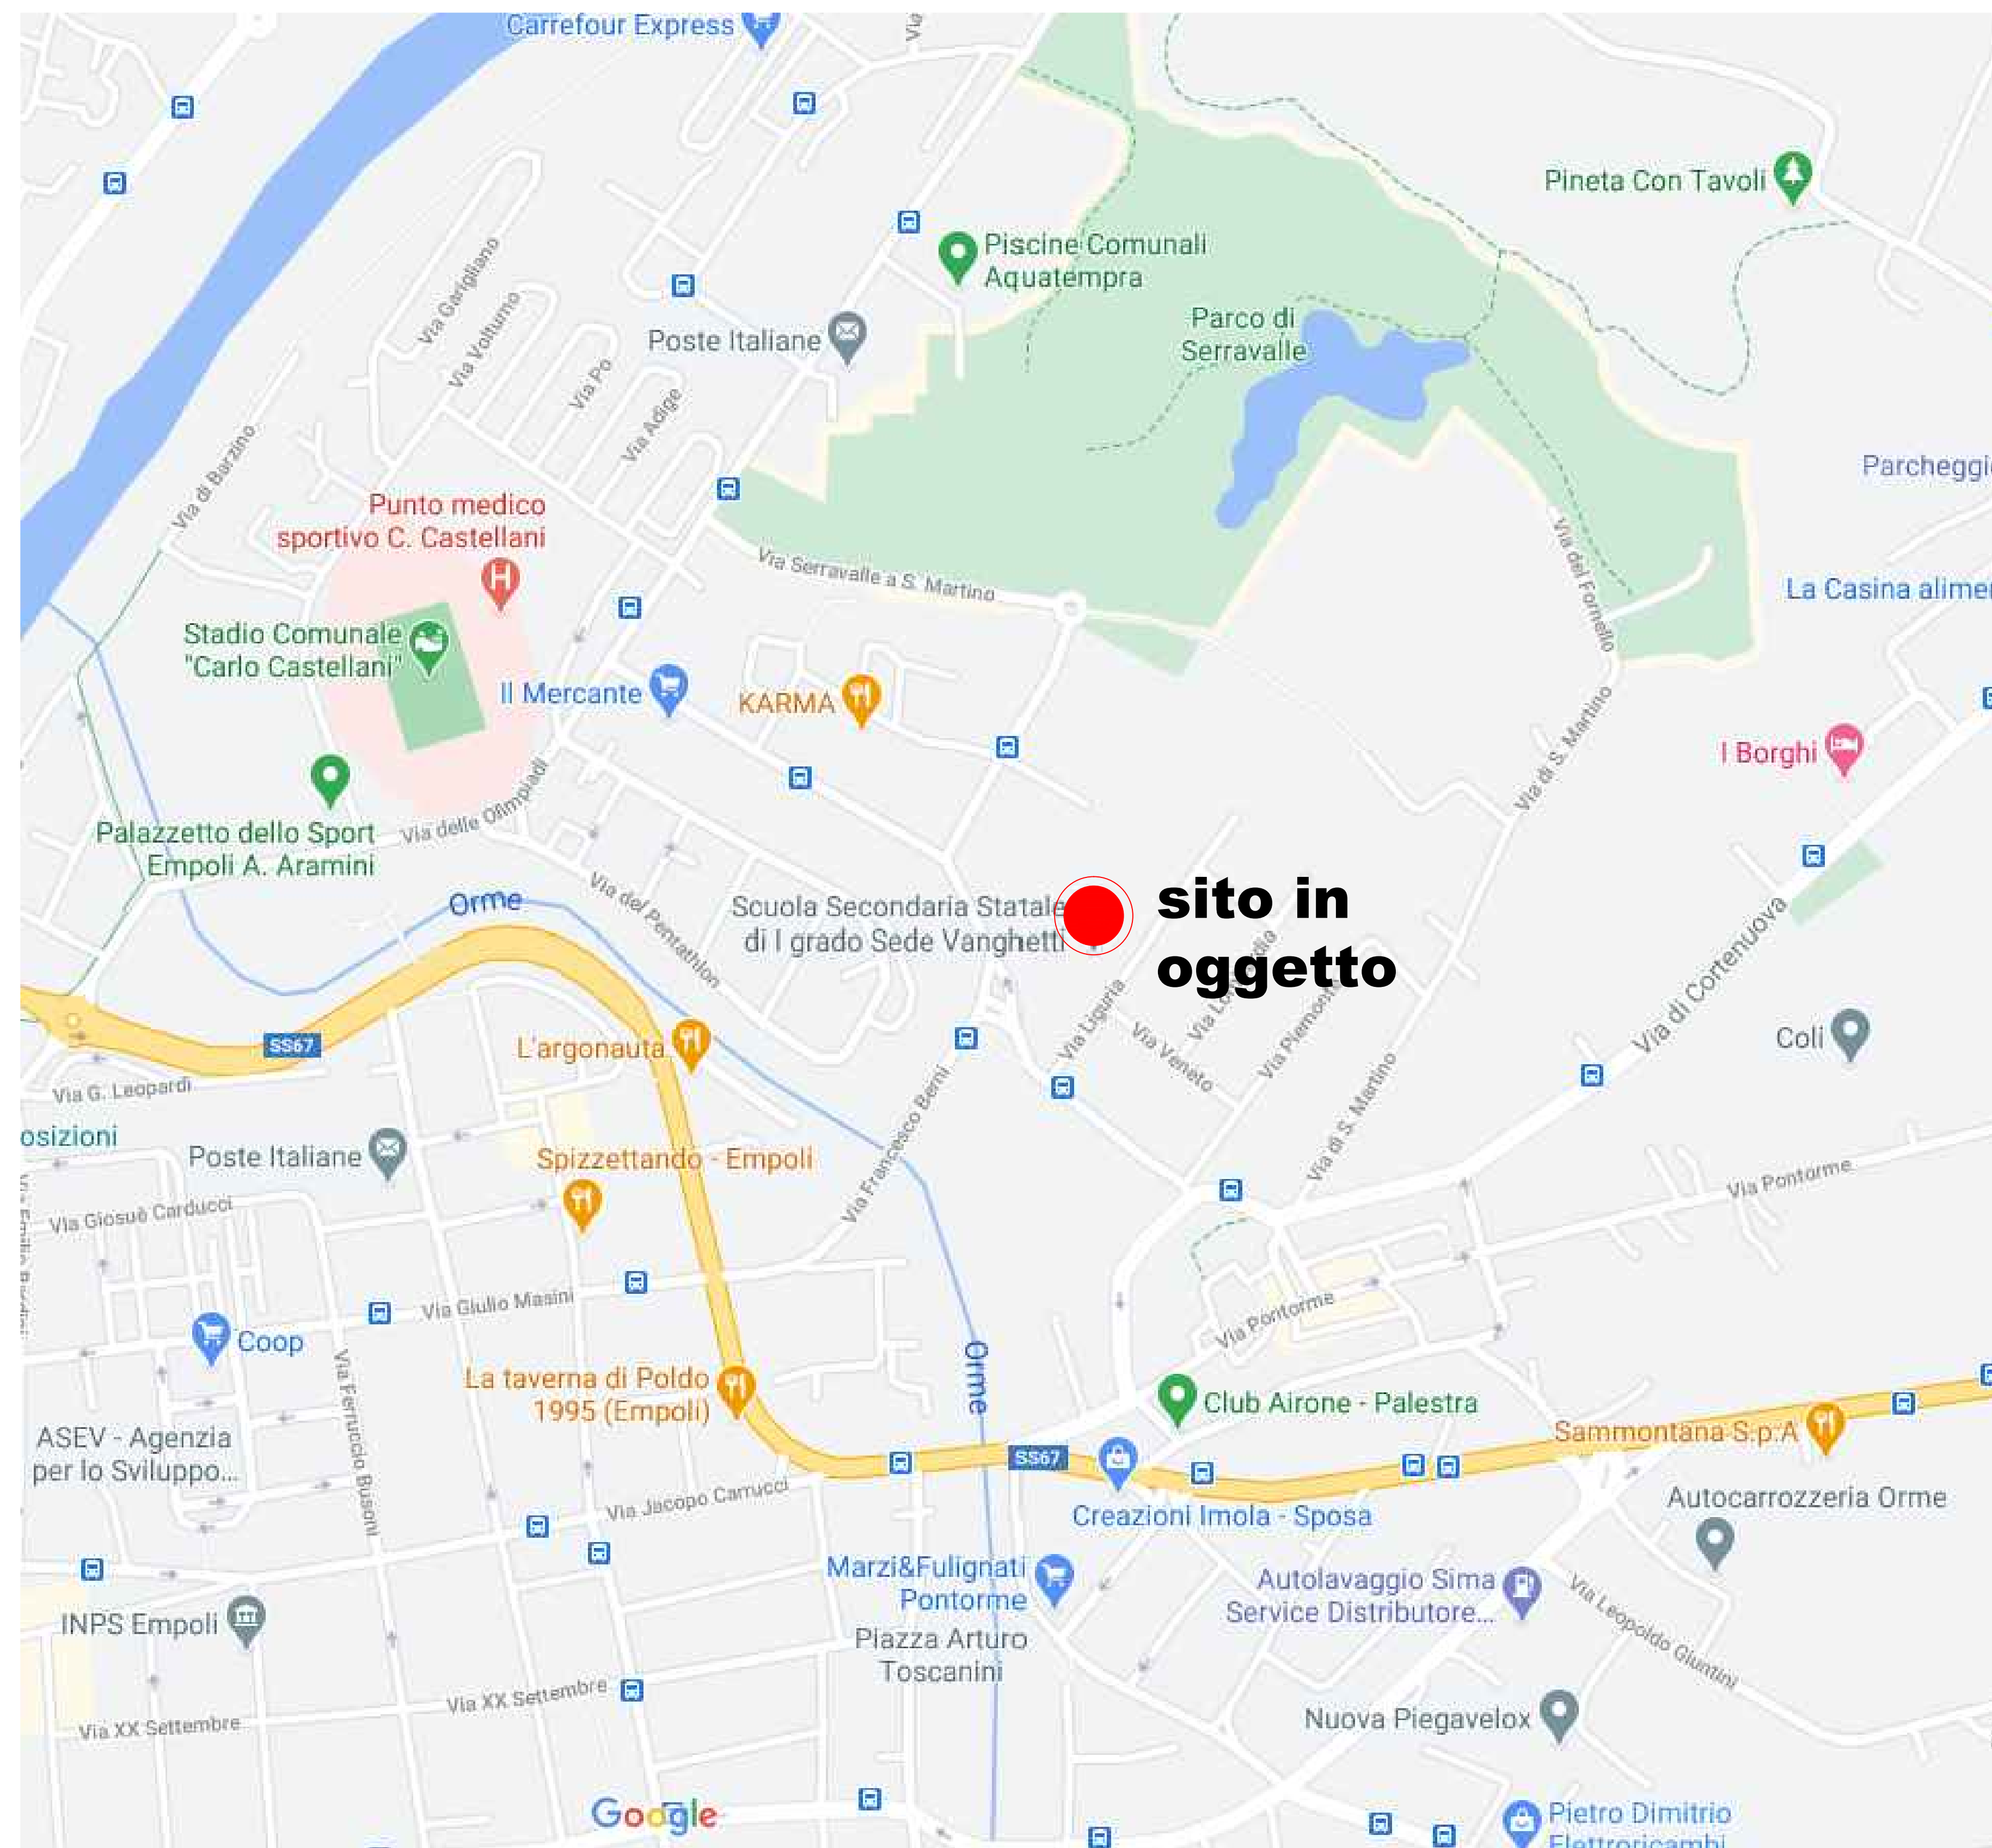 Carrefour Express
Via
Pineta Con Tavoli
Piscine Comunali
Aquatempra
Via Garigliano
Via Volturno
Via Po
Via Adige
Poste Italiane
Parco di
Serravalle
Via di Barzino
Parcheggi
Punto medico
sportivo C. Castellani
Via Serravalle a S. Martino
Via del Fornello
La Casina alime
Stadio Comunale
"Carlo Castellani"
Il Mercante
KARMA
Via di S. Martino
I Borghi
Via delle Olimpiadi
Palazzetto dello Sport
Empoli A. Aramini
Orme
Via del Pentathlon
Scuola Secondaria Statale
di I grado Sede Vanghetti
sito in
oggetto
Via di Cortenuova
Via Liguria
Via Veneto
Via Piemonte
Coli
SS67
L'argonauta
Via G. Leopardi
Via Francesco Berni
Via di S. Martino
osizioni
Poste Italiane
Spizzettando - Empoli
Via Giosuè Carducci
Via Pontorme
Via Giulio Masini
Via Pontorme
Coop
Via Ferruccio Busoni
Orme
La taverna di Poldo
1995 (Empoli)
Club Airone - Palestra
Sammontana S.p.A
ASEV - Agenzia
per lo Sviluppo...
SS67
Via Jacopo Carrucci
Creazioni Imola - Sposa
Autocarrozzeria Orme
Marzi&Fulignati
Pontorme
Autolavaggio Sima
Service Distributore...
Via Leopoldo Giuntini
INPS Empoli
Piazza Arturo
Toscanini
Via XX Settembre
Via XX Settembre
Nuova Piegavelox
Google
Pietro Dimitrio
Elettroricambi